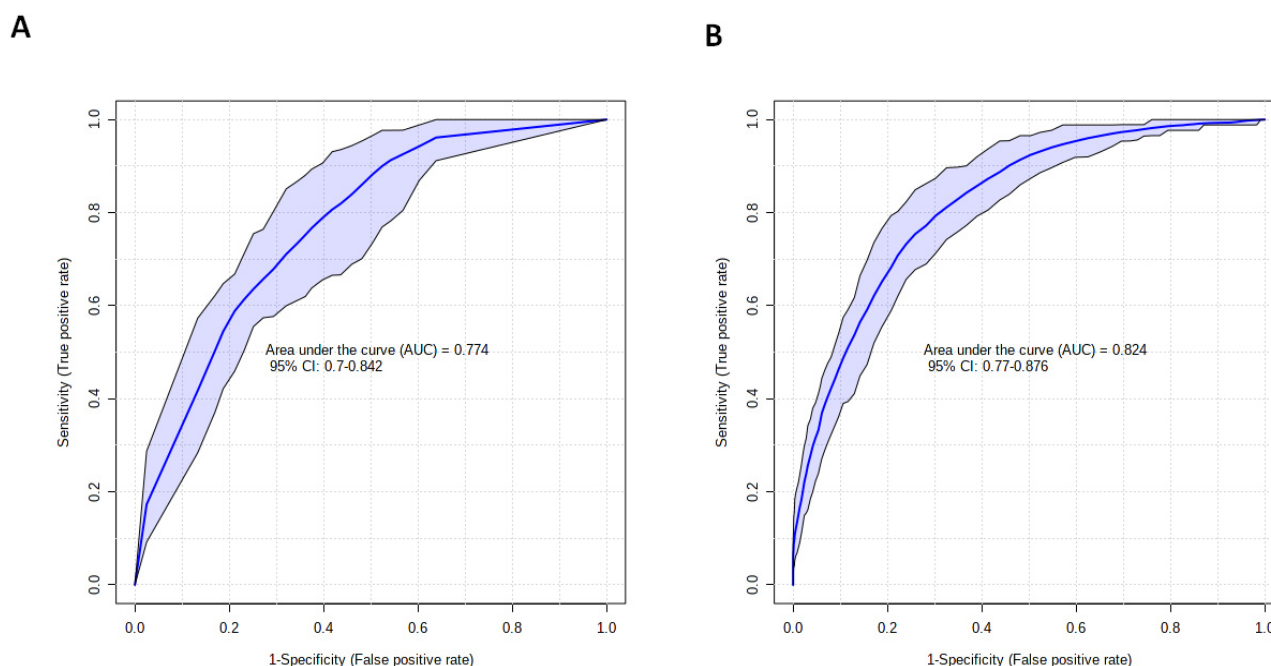 A
B
Sensitivity (True positive rate)
1.0
0.8
0.6
0.4
0.2
0.0
Area under the curve (AUC) = 0.774
95% CI: 0.7-0.842
0.0 0.2 0.4 0.6 0.8 1.0
1-Specificity (False positive rate)
Sensitivity (True positive rate)
1.0
0.8
0.6
0.4
0.2
0.0
Area under the curve (AUC) = 0.824
95% CI: 0.77-0.876
0.0 0.2 0.4 0.6 0.8 1.0
1-Specificity (False positive rate)